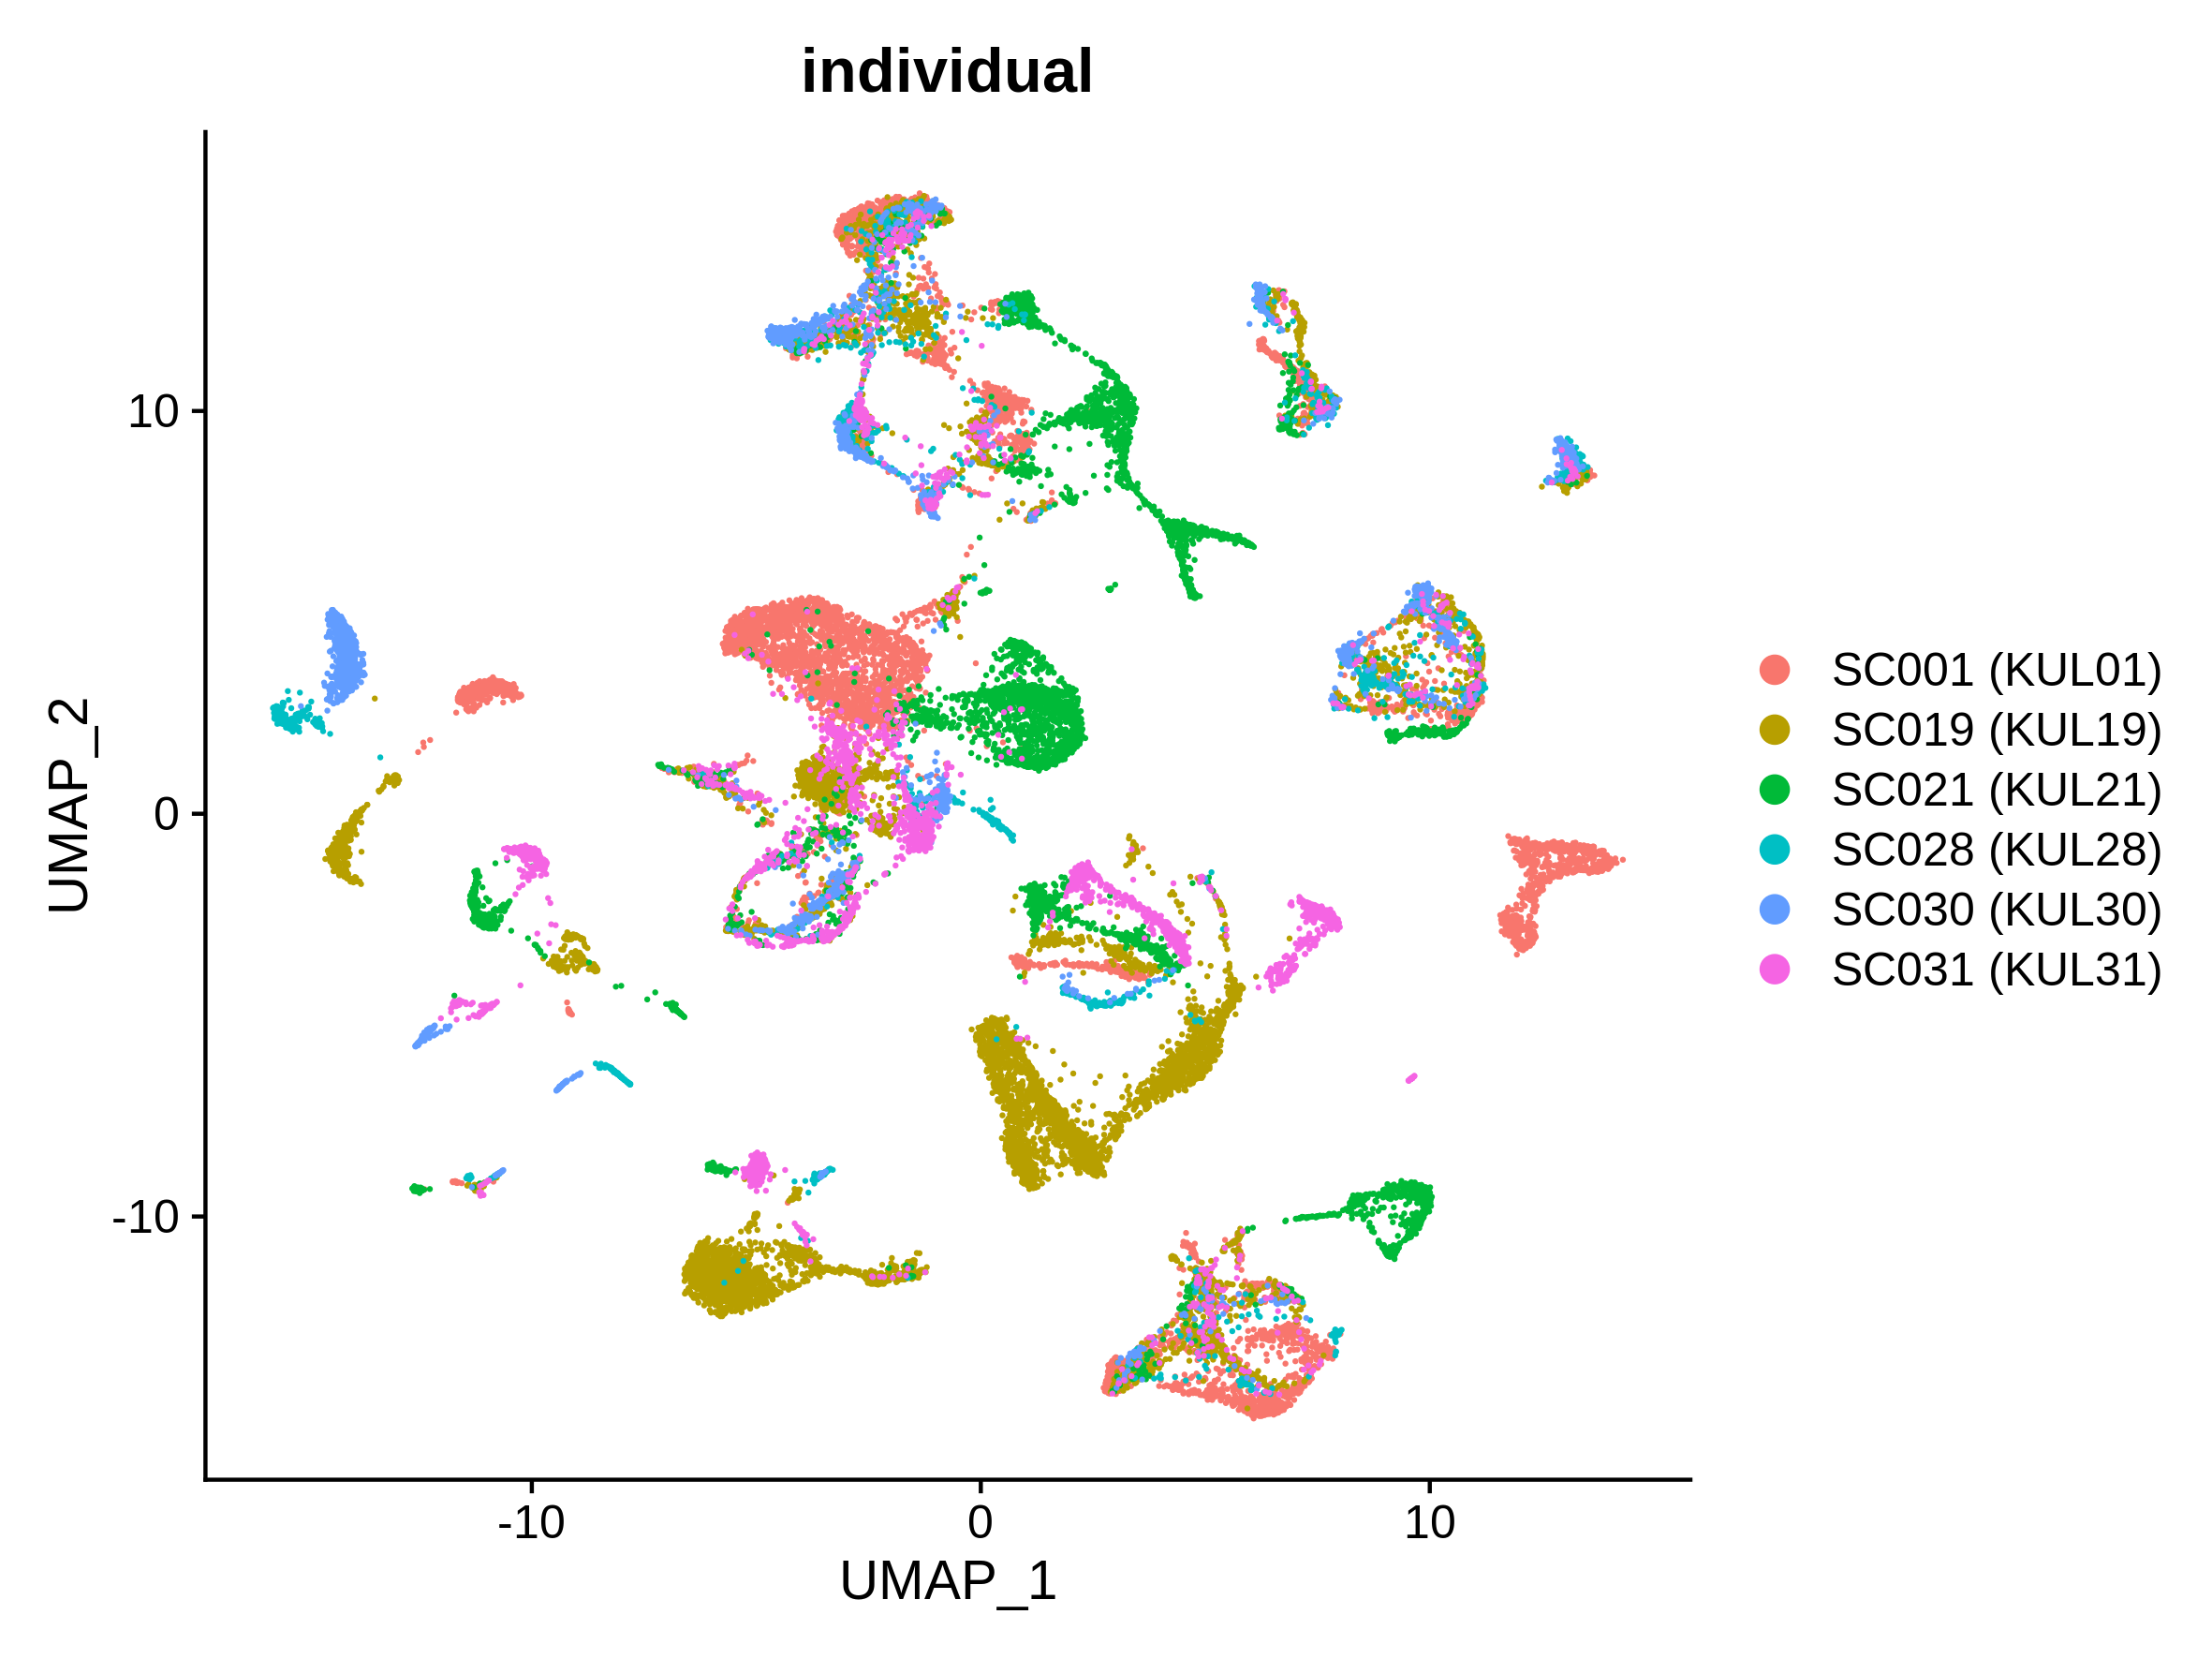 individual
10
0
-10
UMAP_2
-10
0
10
UMAP_1
SC001 (KUL01)
SC019 (KUL19)
SC021 (KUL21)
SC028 (KUL28)
SC030 (KUL30)
SC031 (KUL31)